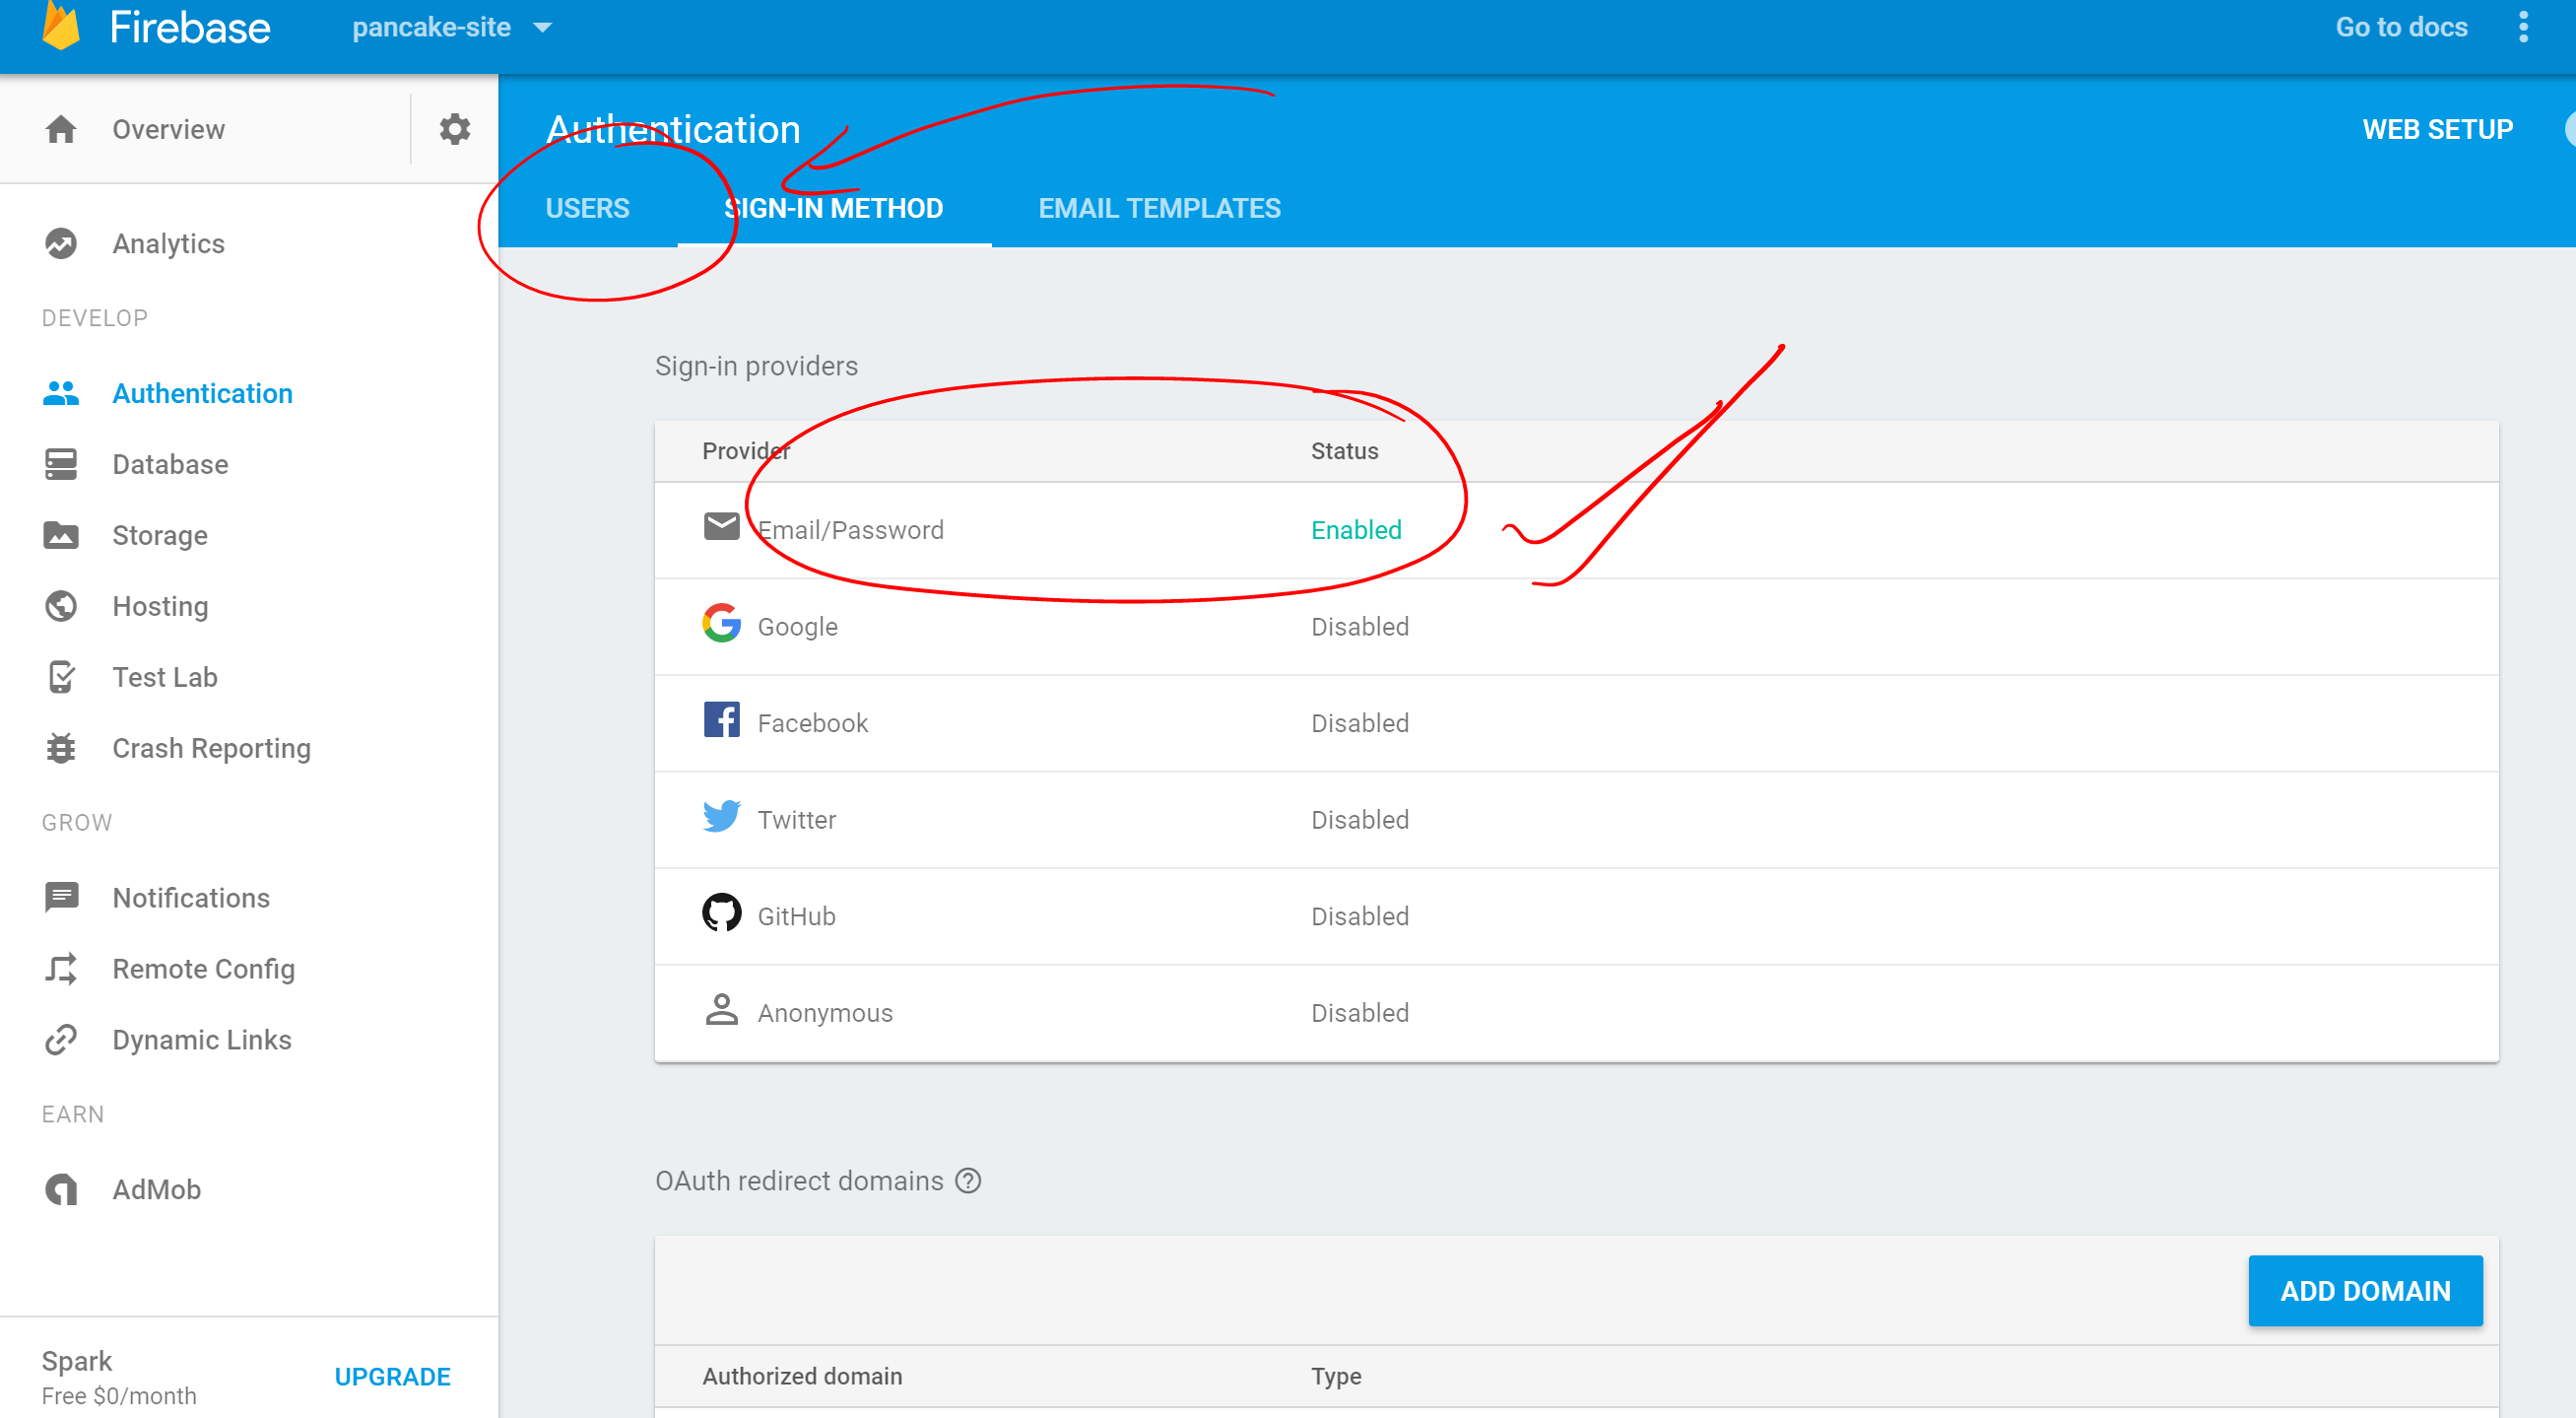 Firebase
pancake-site
Go to docs
Overview
Authentication
WEB SETUP
USERS
SIGN-IN METHOD
EMAIL TEMPLATES
Analytics
DEVELOP
Authentication
Database
Storage
Hosting
Test Lab
Crash Reporting
GROW
Notifications
Remote Config
Dynamic Links
EARN
AdMob
Spark
Free $0/month
UPGRADE
Sign-in providers
Provider Status
Email/Password Enabled
Google Disabled
Facebook Disabled
Twitter Disabled
GitHub Disabled
Anonymous Disabled
OAuth redirect domains
ADD DOMAIN
Authorized domain Type